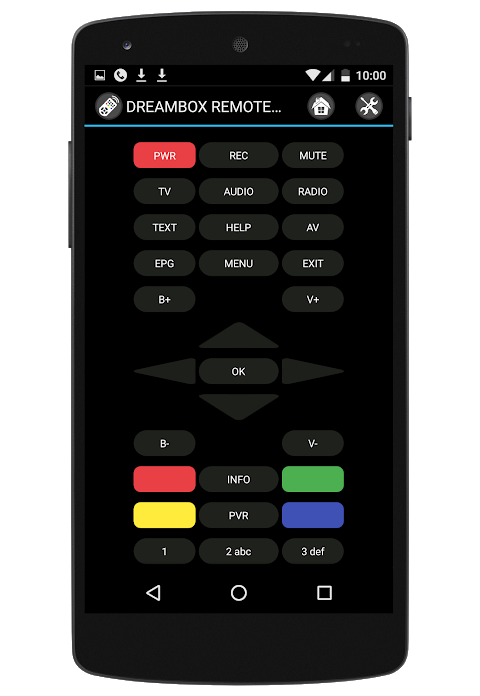 10:00
DREAMBOX REMOTE...
PWR REC MUTE
TV AUDIO RADIO
TEXT HELP AV
EPG MENU EXIT
B+ V+
OK
B- V-
INFO
PVR
1 2 abc 3 def